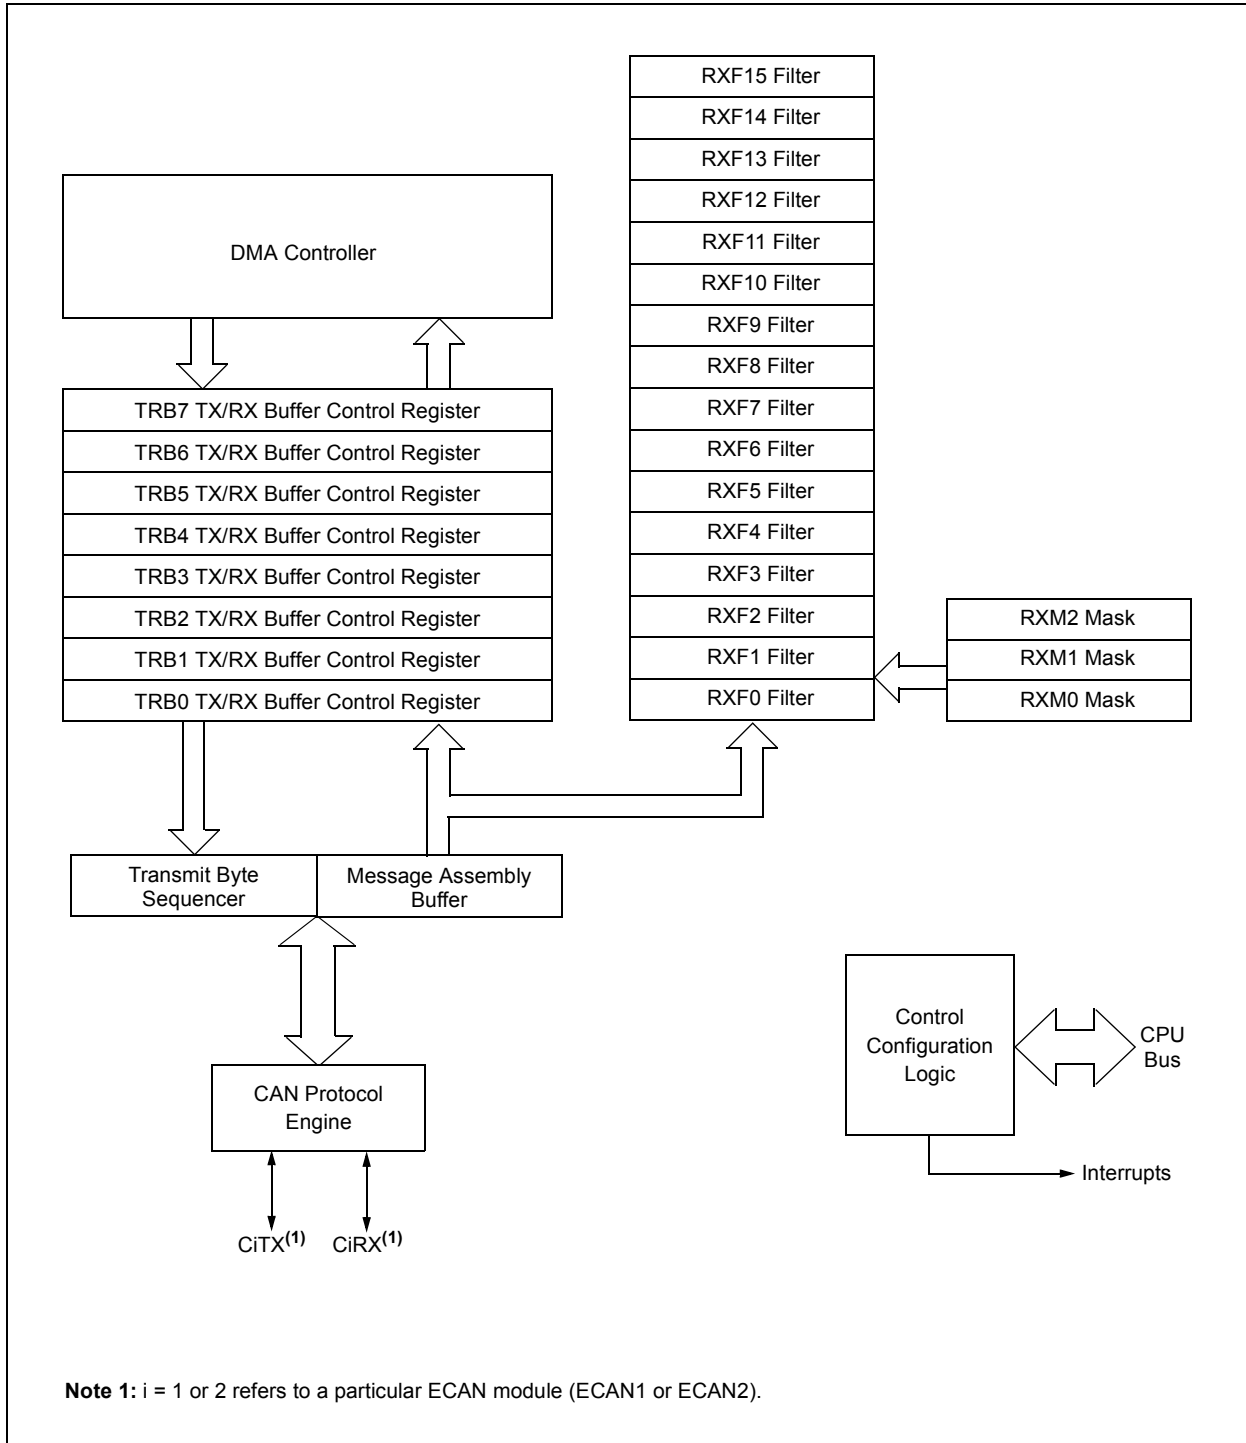 RXF15 Filter
RXF14 Filter
RXF13 Filter
RXF12 Filter
RXF11 Filter
RXF10 Filter
RXF9 Filter
RXF8 Filter
RXF7 Filter
RXF6 Filter
RXF5 Filter
RXF4 Filter
RXF3 Filter
RXF2 Filter
RXF1 Filter
RXF0 Filter
DMA Controller
TRB7 TX/RX Buffer Control Register
TRB6 TX/RX Buffer Control Register
TRB5 TX/RX Buffer Control Register
TRB4 TX/RX Buffer Control Register
TRB3 TX/RX Buffer Control Register
TRB2 TX/RX Buffer Control Register
TRB1 TX/RX Buffer Control Register
TRB0 TX/RX Buffer Control Register
RXM2 Mask
RXM1 Mask
RXM0 Mask
Transmit Byte
Sequencer
Message Assembly
Buffer
Control
Configuration
Logic
CPU
Bus
CAN Protocol
Engine
Interrupts
CiTX(1)
CiRX(1)
Note 1: i = 1 or 2 refers to a particular ECAN module (ECAN1 or ECAN2).